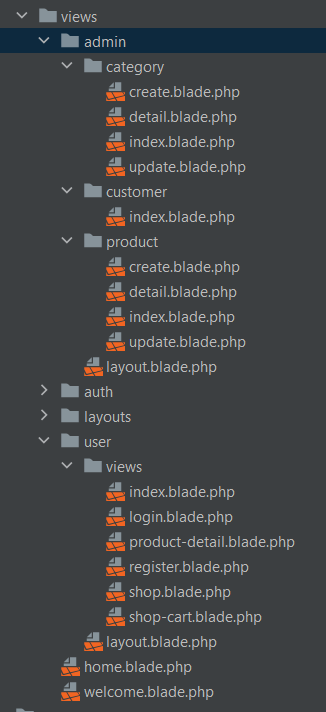 views
admin
category
create.blade.php
detail.blade.php
index.blade.php
update.blade.php
customer
index.blade.php
product
create.blade.php
detail.blade.php
index.blade.php
update.blade.php
layout.blade.php
auth
layouts
user
views
index.blade.php
login.blade.php
product-detail.blade.php
register.blade.php
shop.blade.php
shop-cart.blade.php
layout.blade.php
home.blade.php
welcome.blade.php